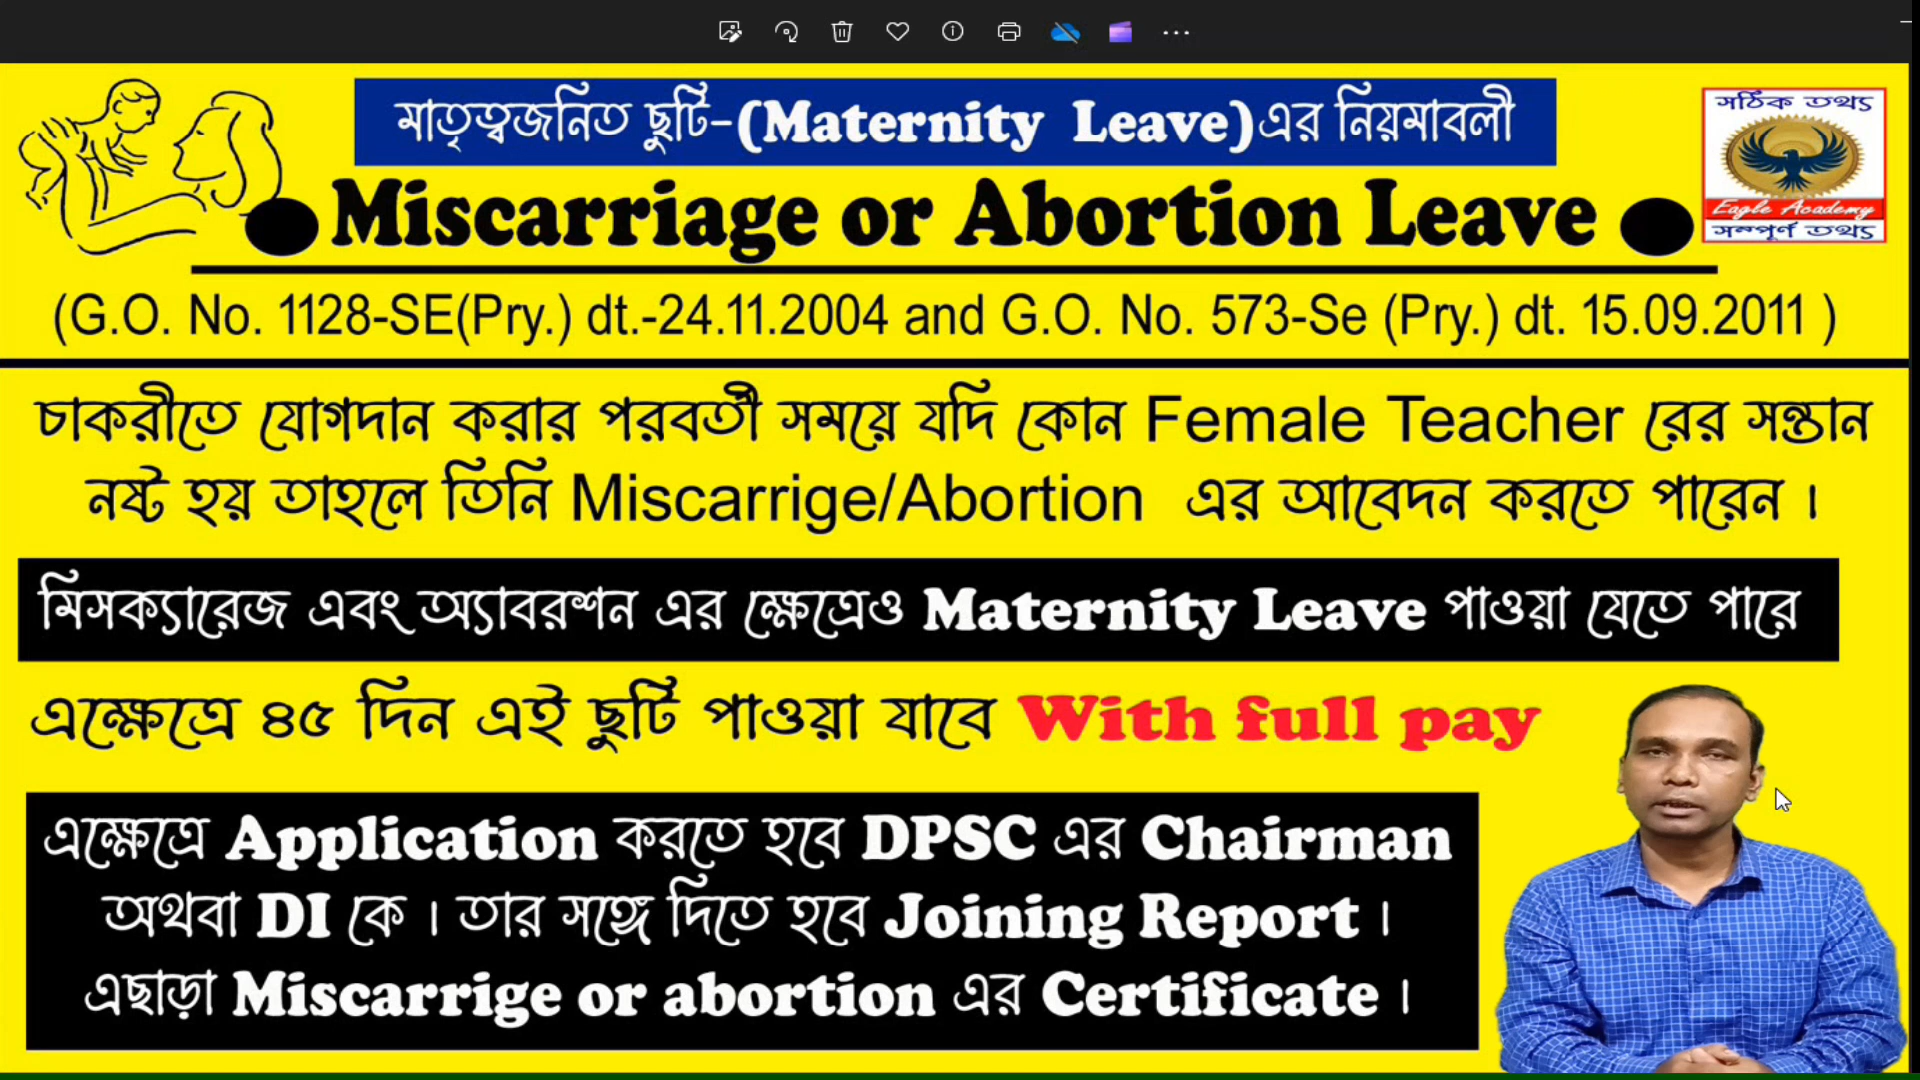 মাতৃত্বজনিত ছুটি-(Maternity Leave)এর নিয়মাবলী
সঠিক তথ্য
Eagle Academy
সম্পূর্ণ তথ্য
Miscarriage or Abortion Leave
(G.O. No. 1128-SE(Pry.) dt.-24.11.2004 and G.O. No. 573-Se (Pry.) dt. 15.09.2011 )
চাকরীতে যোগদান করার পরবর্তী সময়ে যদি কোন Female Teacher রের সন্তান
নষ্ট হয় তাহলে তিনি Miscarrige/Abortion এর আবেদন করতে পারেন ।
মিসক্যারেজ এবং অ্যাবরশন এর ক্ষেত্রেও Maternity Leave পাওয়া যেতে পারে
এক্ষেত্রে ৪৫ দিন এই ছুটি পাওয়া যাবে With full pay
এক্ষেত্রে Application করতে হবে DPSC এর Chairman
অথবা DI কে । তার সঙ্গে দিতে হবে Joining Report ।
এছাড়া Miscarrige or abortion এর Certificate ।